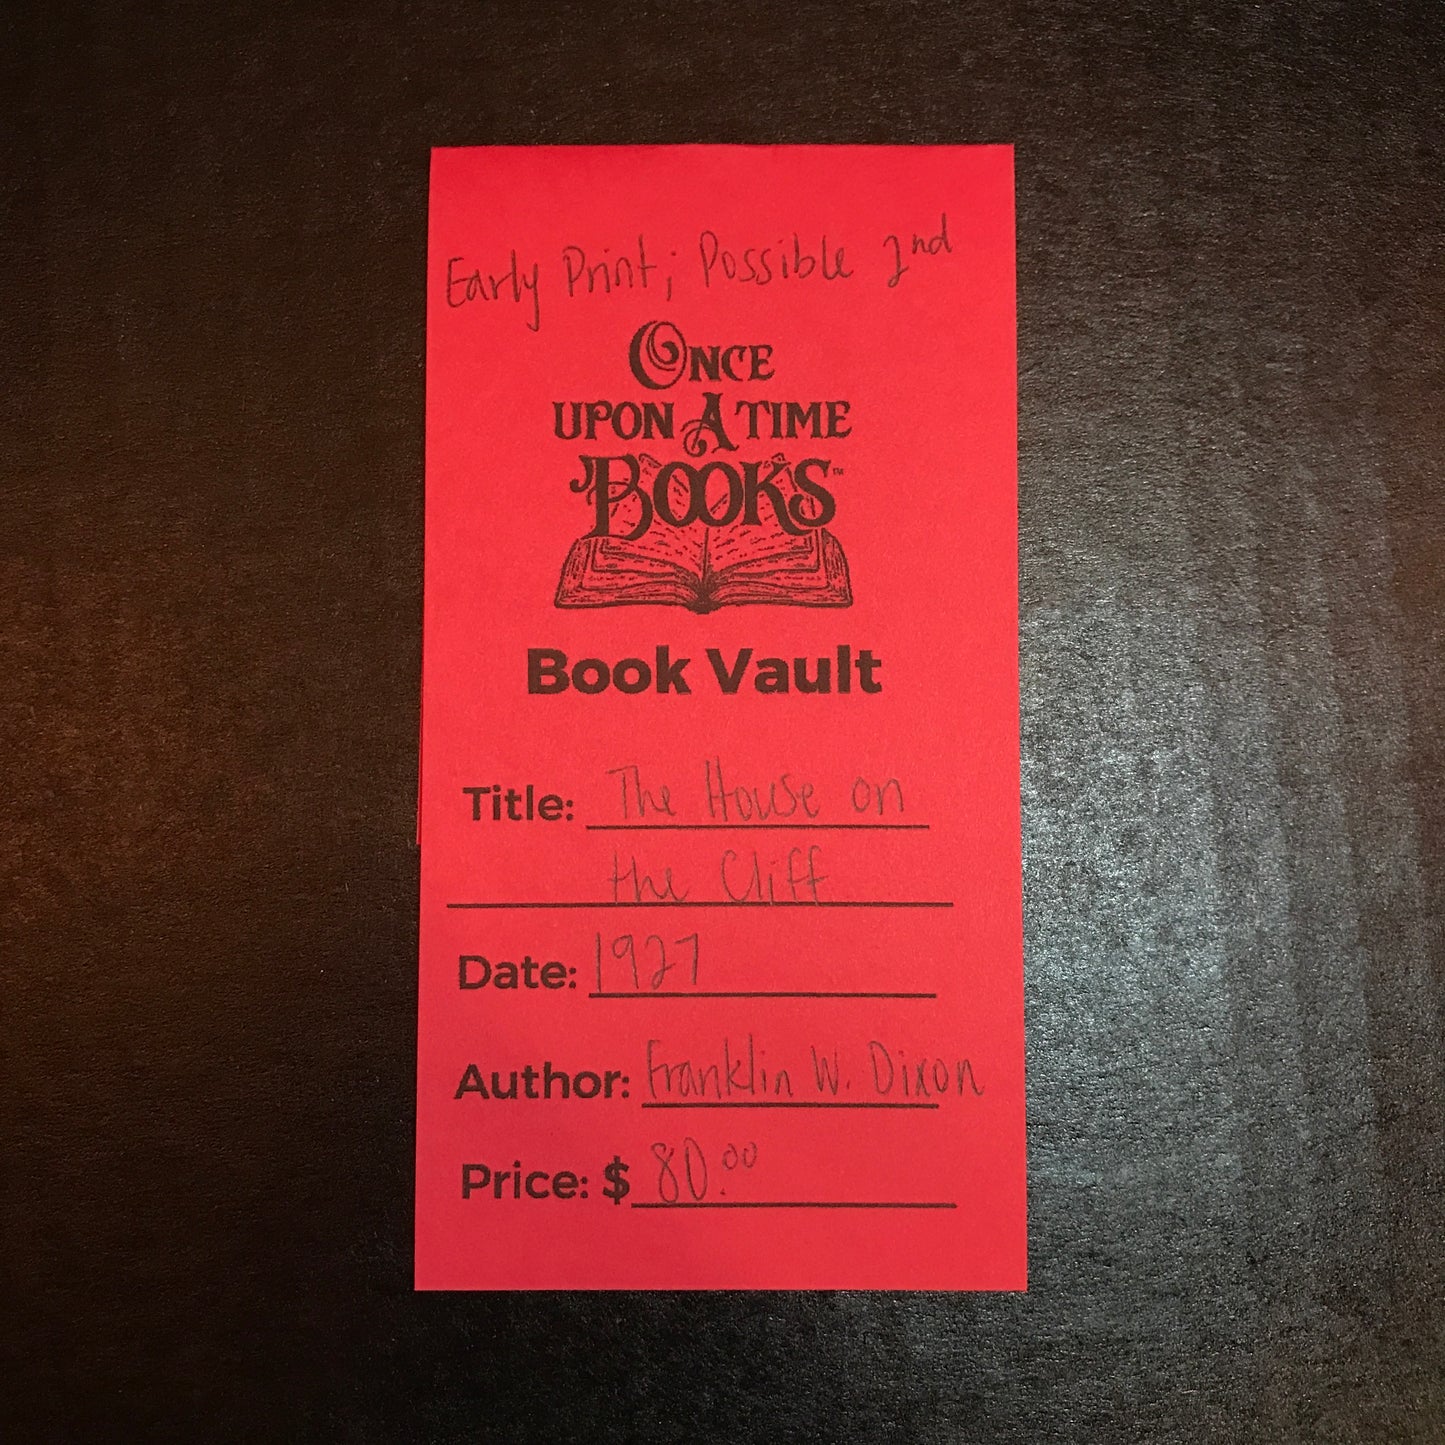 Early Print; Possible 2nd
ONCE
UPON A TIME
BOOKS™
Book Vault
Title: The House on
the Cliff
Date: 1927
Author: Franklin W. Dixon
Price: $ 80.00